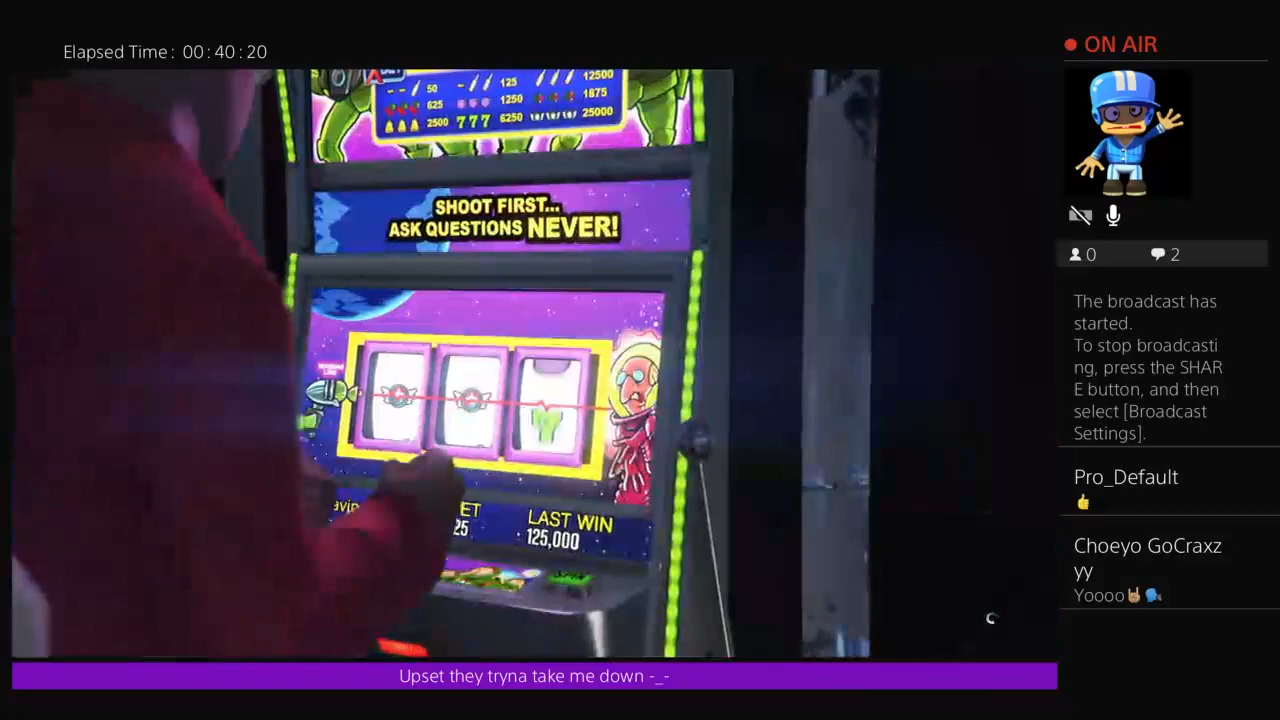 Elapsed Time: 00:40:20
ON AIR
50
125
12500
625
1250
1875
2500
777
6250
25000
SHOOT FIRST...
ASK QUESTIONS NEVER!
LAST WIN
25
125,000
0
2
The broadcast has
started.
To stop broadcasti
ng, press the SHAR
E button, and then
select [Broadcast
Settings].
Pro_Default
👍
Choeyo GoCraxz
yy
Yoooo🤘🏽🗣
Upset they tryna take me down -_-